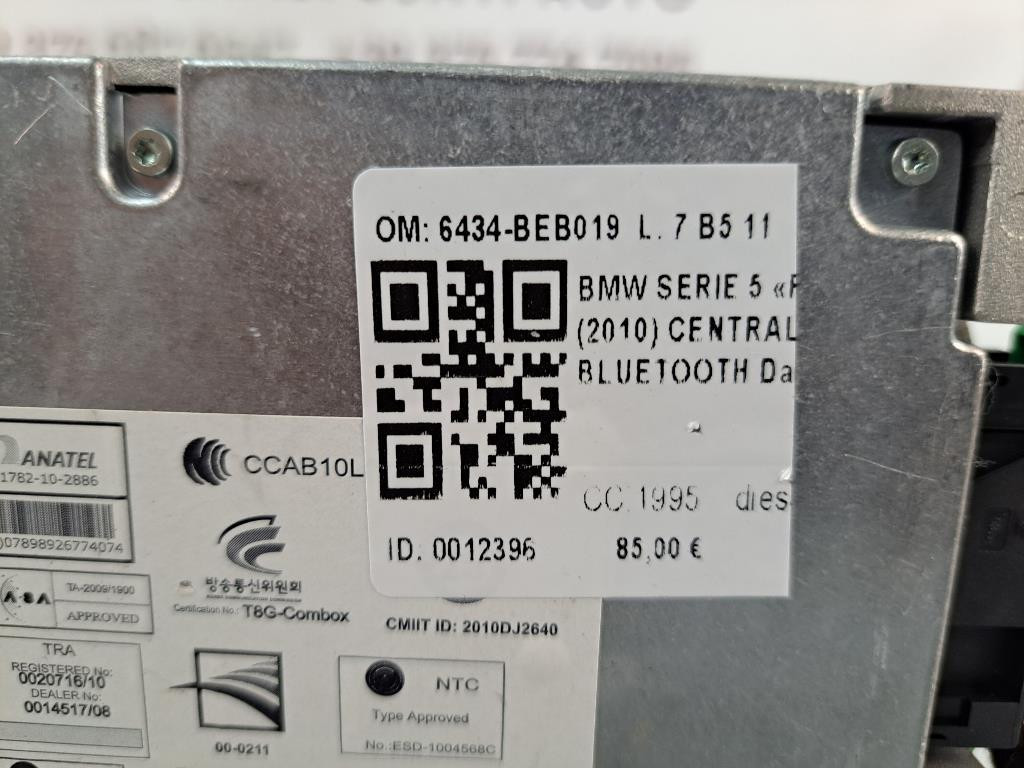 OM: 6434-BEB019 L. 7 B5 11
BMW SERIE 5 «F
(2010) CENTRAL
BLUETOOTH Da
CC: 1995 dies
ID. 0012396 85,00 €
ANATEL
1782-10-2886
)07898926774074
TA-2009/1900
APPROVED
TRA
REGISTERED No:
0020716/10
DEALER No:
0014517/08
CCAB10L
방송통신위원회
Certification No.: T8G-Combox
CMIIT ID: 2010DJ2640
00-0211
NTC
Type Approved
No.:ESD-1004568C